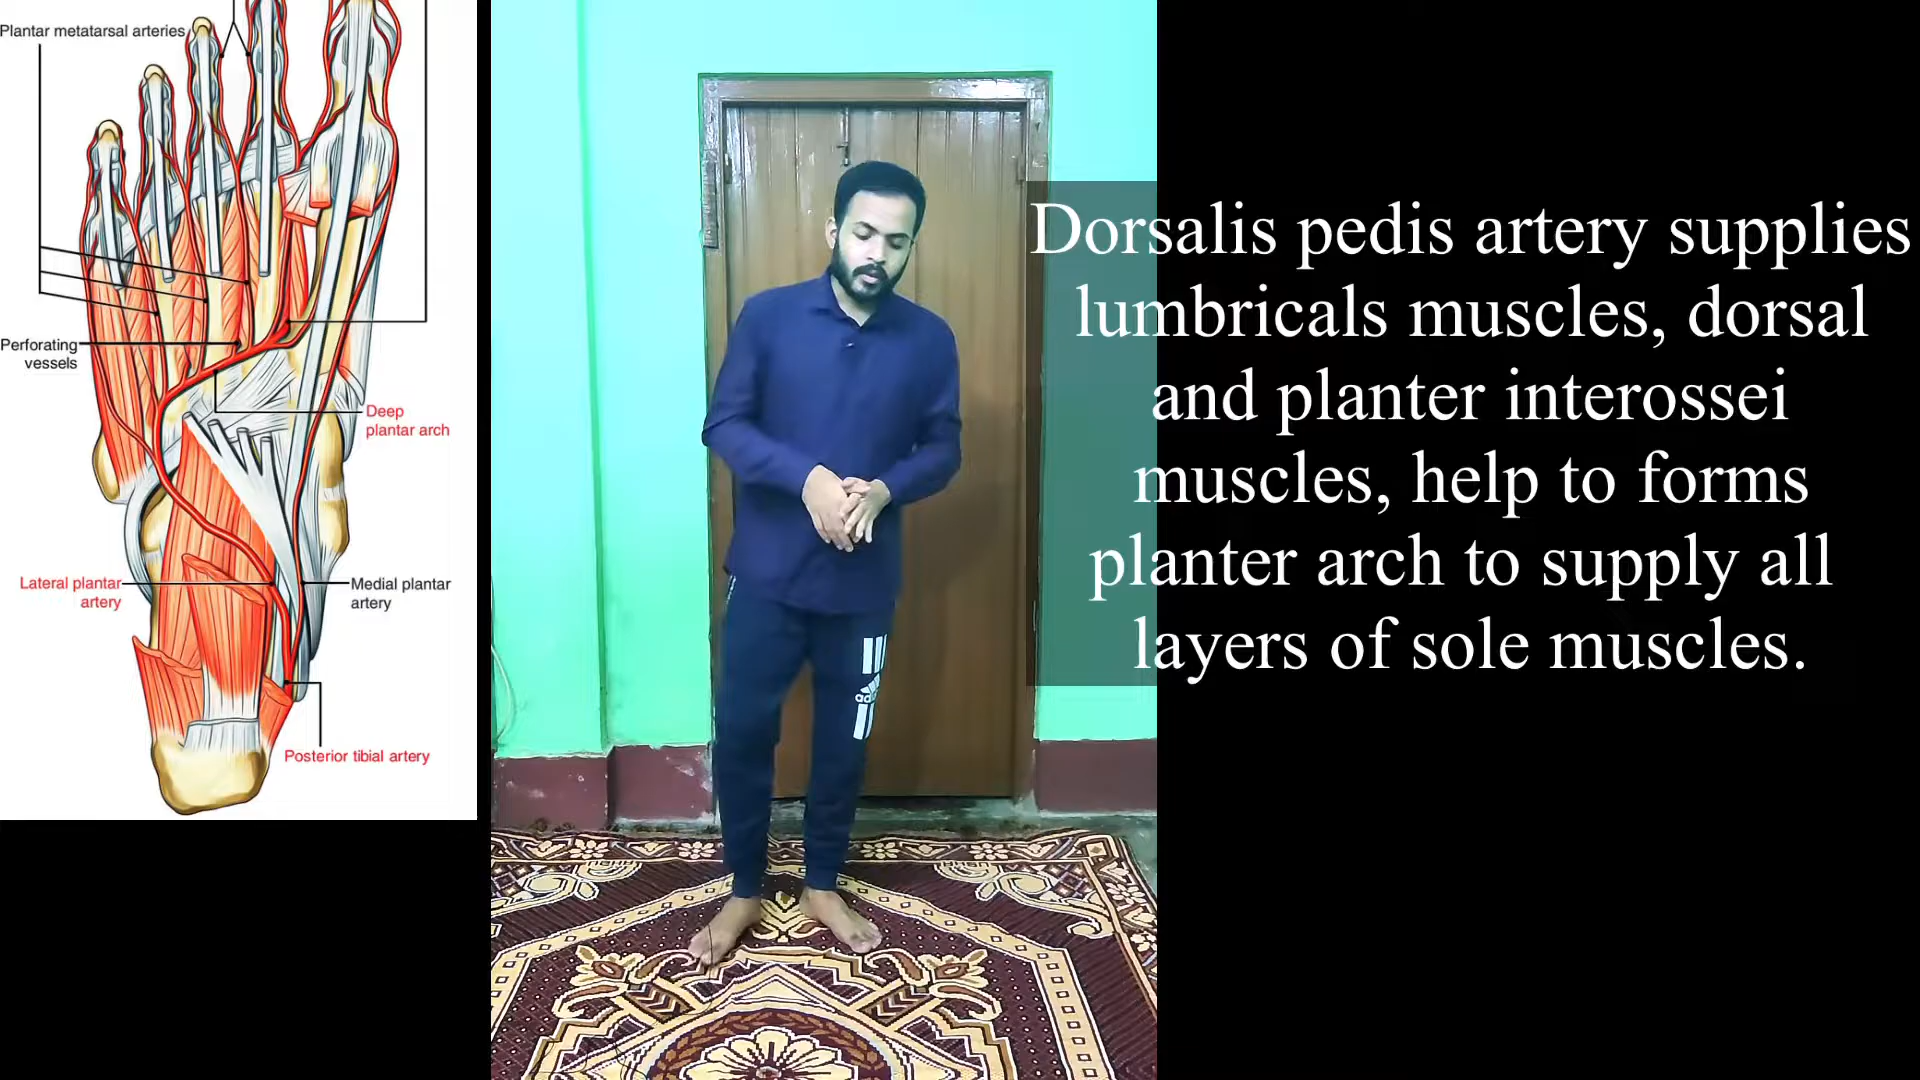 Plantar metatarsal arteries
Perforating
vessels
Deep
plantar arch
Lateral plantar
artery
Medial plantar
artery
Posterior tibial artery
Dorsalis pedis artery supplies
lumbricals muscles, dorsal
and planter interossei
muscles, help to forms
planter arch to supply all
layers of sole muscles.